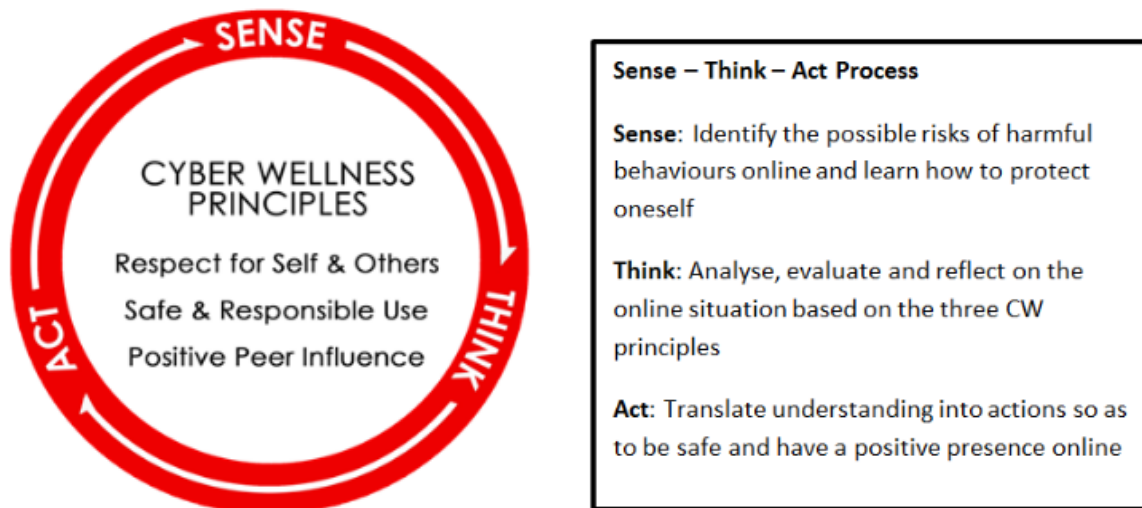 SENSE
CYBER WELLNESS
PRINCIPLES
Respect for Self & Others
Safe & Responsible Use
Positive Peer Influence
THINK
ACT
Sense – Think – Act Process
Sense: Identify the possible risks of harmful
behaviours online and learn how to protect
oneself
Think: Analyse, evaluate and reflect on the
online situation based on the three CW
principles
Act: Translate understanding into actions so as
to be safe and have a positive presence online